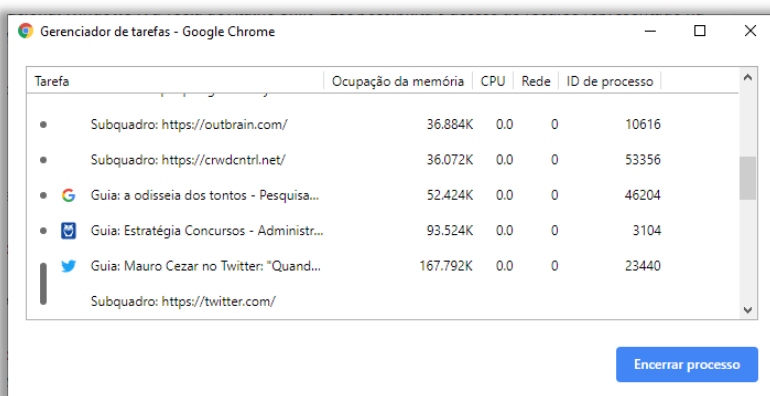 Gerenciador de tarefas - Google Chrome
Tarefa Ocupação da memória CPU Rede ID de processo
Subquadro: https://outbrain.com/ 36.884K 0.0 0 10616
Subquadro: https://crwdcntrl.net/ 36.072K 0.0 0 53356
Guia: a odisseia dos tontos - Pesquisa... 52.424K 0.0 0 46204
Guia: Estratégia Concursos - Administr... 93.524K 0.0 0 3104
Guia: Mauro Cezar no Twitter: "Quand... 167.792K 0.0 0 23440
Subquadro: https://twitter.com/
Encerrar processo